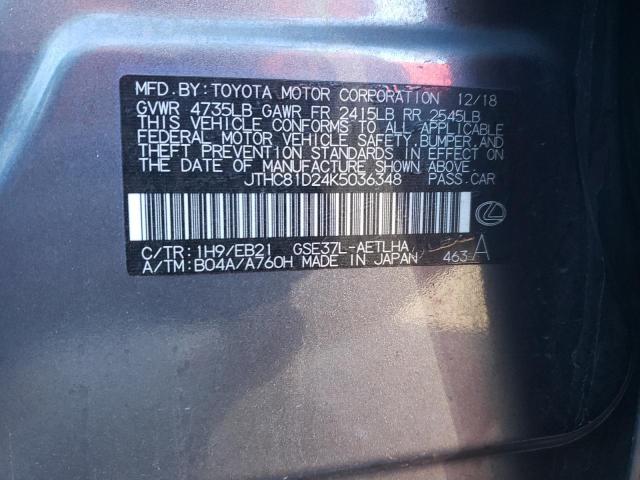 MFD.BY:TOYOTA MOTOR CORPORATION 12/18
GVWR 4735LB GAWR FR 2415LB RR 2545LB
THIS VEHICLE CONFORMS TO ALL APPLICABLE
FEDERAL MOTOR VEHICLE SAFETY,BUMPER,AND
THEFT PREVENTION STANDARDS IN EFFECT ON
THE DATE OF MANUFACTURE SHOWN ABOVE.
JTHC81D24K5036348 PASS.CAR
C/TR:1H9/EB21 GSE37L-AETLHA
A/TM:B04A/A760H MADE IN JAPAN 463-A